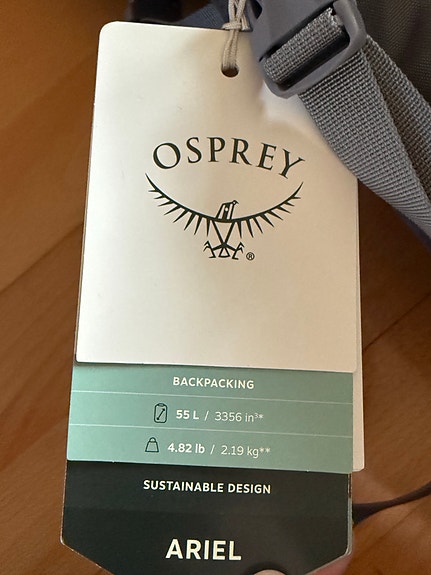 OSPREY
®
BACKPACKING
55 L / 3356 in³*
4.82 lb / 2.19 kg**
SUSTAINABLE DESIGN
ARIEL